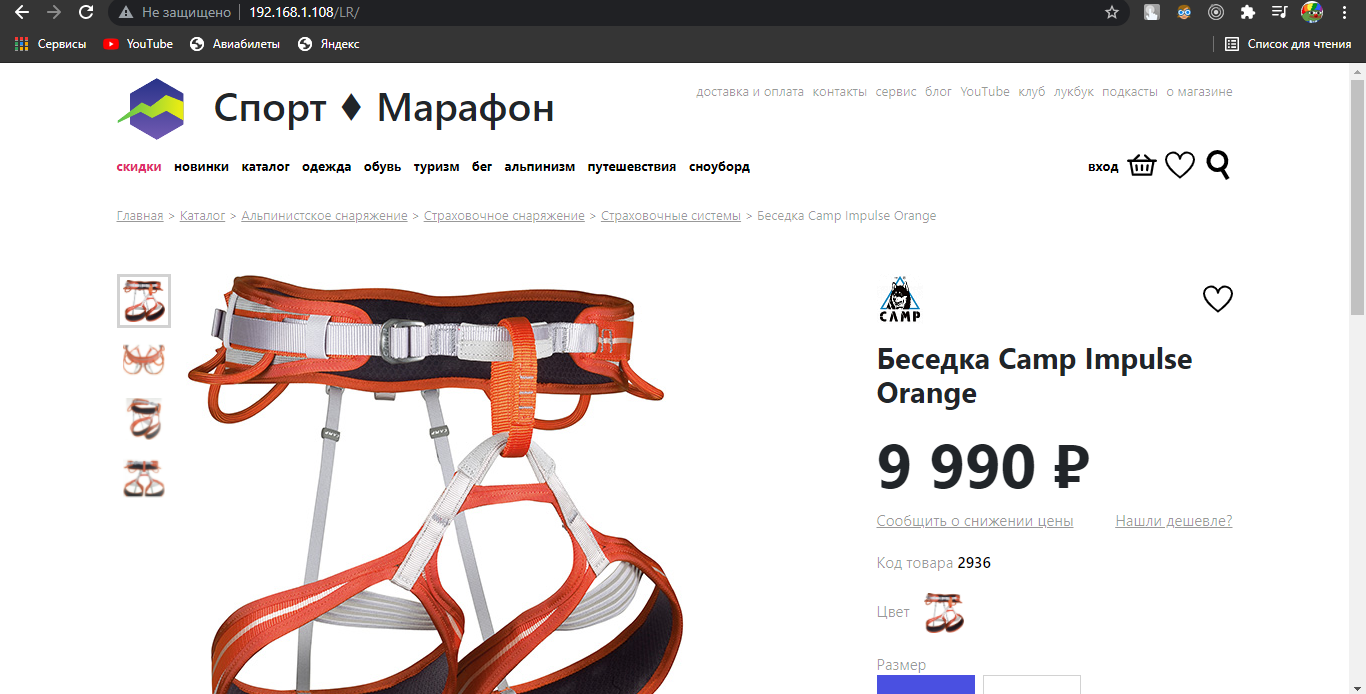 Не защищено 192.168.1.108/LR/
Сервисы YouTube Авиабилеты Яндекс Список для чтения
Спорт ♦ Марафон
доставка и оплата контакты сервис блог YouTube клуб лукбук подкасты о магазине
скидки новинки каталог одежда обувь туризм бег альпинизм путешевствия сноуборд вход
Главная > Каталог > Альпинистское снаряжение > Страховочное снаряжение > Страховочные системы > Беседка Camp Impulse Orange
CAMP
Беседка Camp Impulse
Orange
9 990 ₽
Сообщить о снижении цены Нашли дешевле?
Код товара 2936
Цвет
Размер